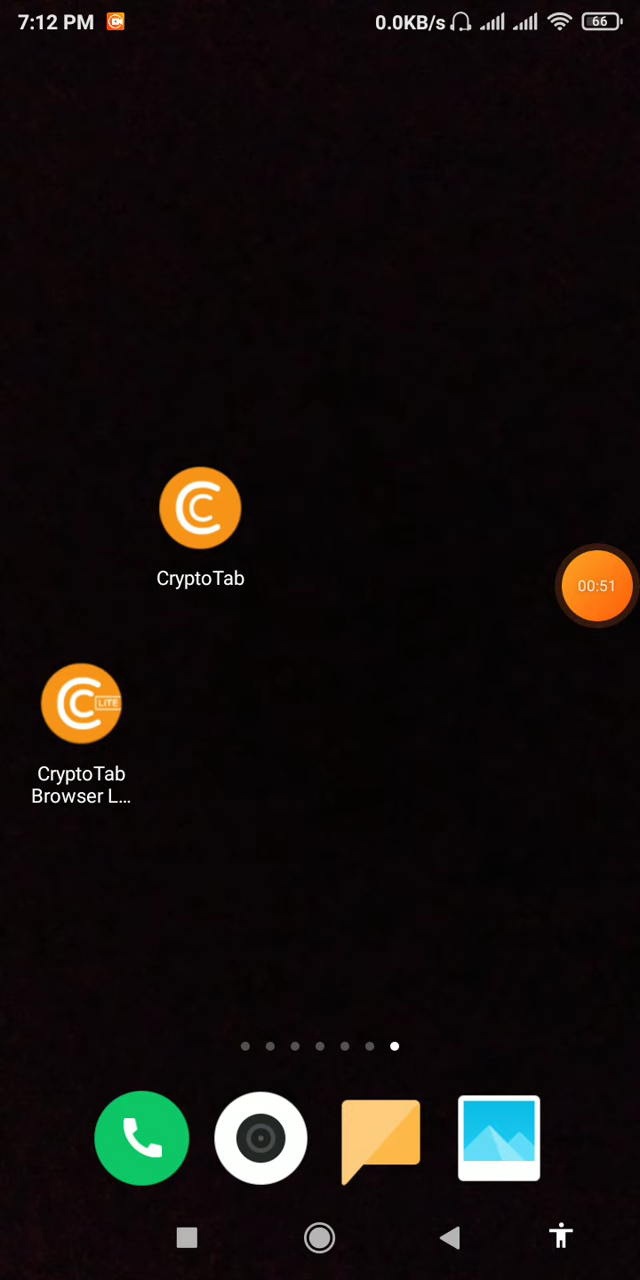 7:12 PM
0.0KB/s
66
CryptoTab
00:51
LITE
CryptoTab
Browser L...